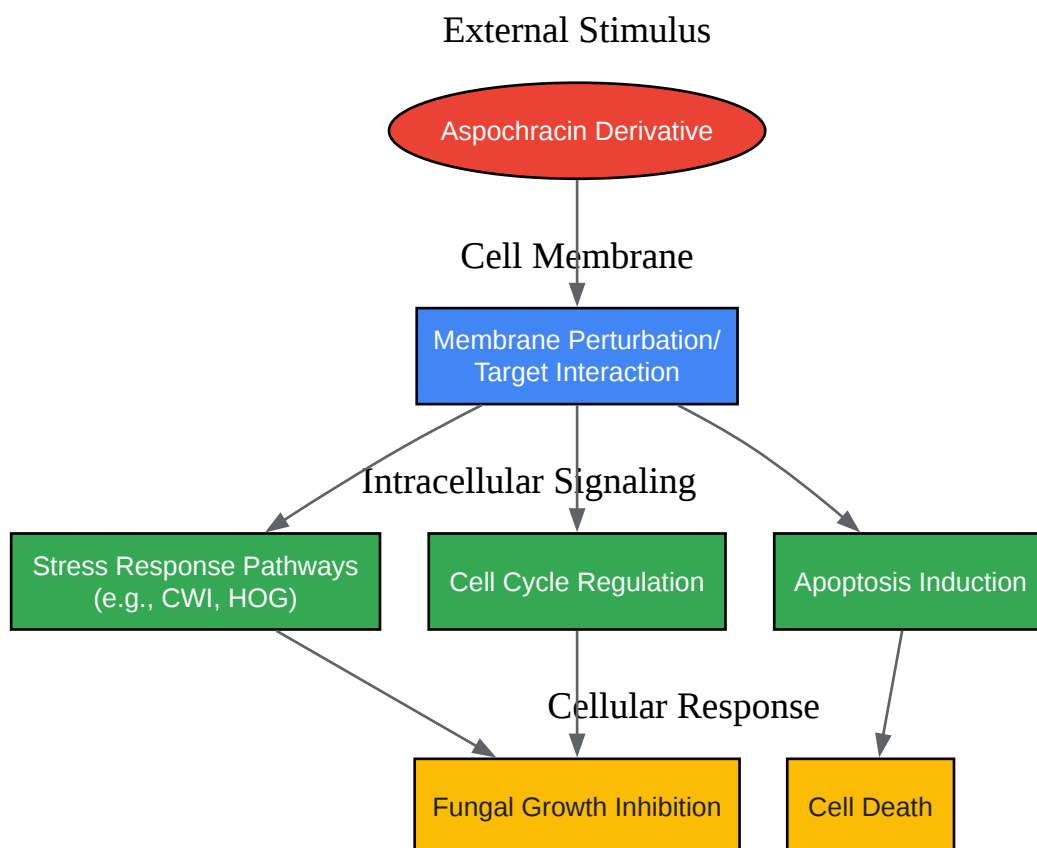 External Stimulus
Aspochracin Derivative
Cell Membrane
Membrane Perturbation/
Target Interaction
Intracellular Signaling
Stress Response Pathways
(e.g., CWI, HOG)
Cell Cycle Regulation
Apoptosis Induction
Cellular Response
Fungal Growth Inhibition
Cell Death